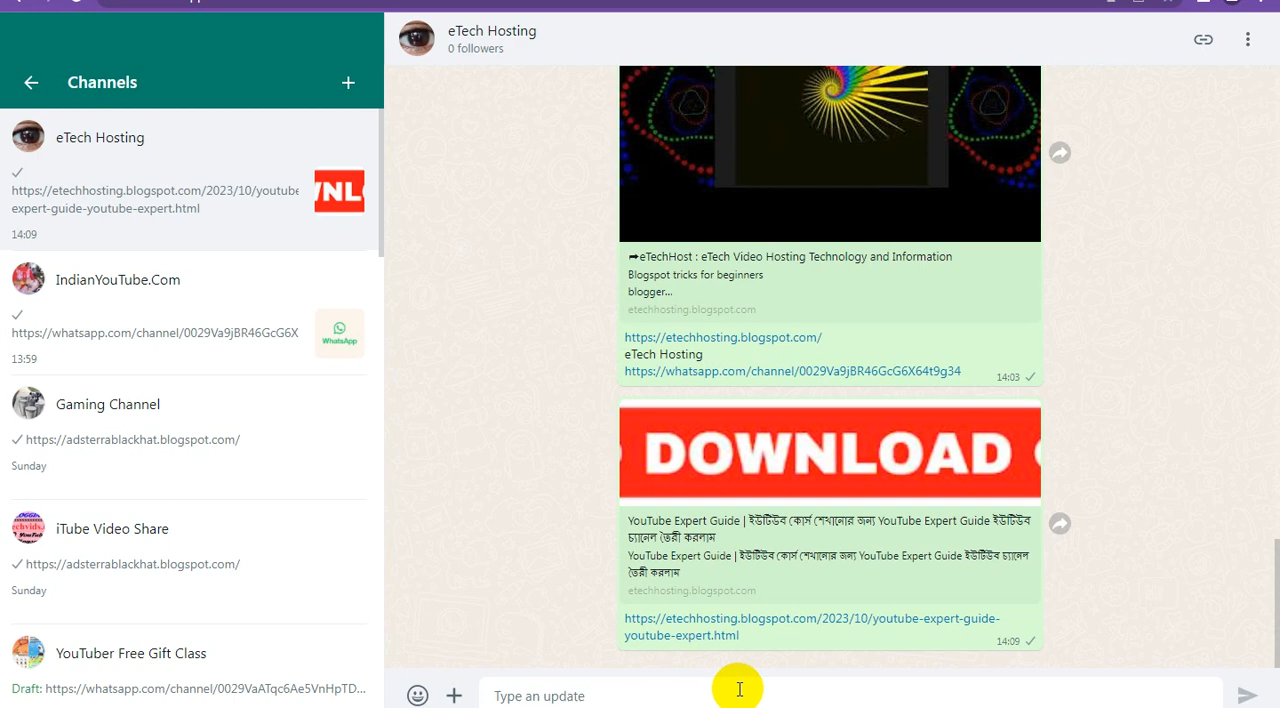 Channels
eTech Hosting
https://etechhosting.blogspot.com/2023/10/youtube
expert-guide-youtube-expert.html
14:09
WNL
IndianYouTube.Com
https://whatsapp.com/channel/0029Va9jBR46GcG6X
13:59
WhatsApp
Gaming Channel
https://adsterrablackhat.blogspot.com/
Sunday
iTube Video Share
https://adsterrablackhat.blogspot.com/
Sunday
YouTuber Free Gift Class
Draft: https://whatsapp.com/channel/0029VaATqc6Ae5VnHpTD...
eTech Hosting
0 followers
➦eTechHost : eTech Video Hosting Technology and Information
Blogspot tricks for beginners
blogger...
etechhosting.blogspot.com
https://etechhosting.blogspot.com/
eTech Hosting
https://whatsapp.com/channel/0029Va9jBR46GcG6X64t9g34
14:03
DOWNLOAD
YouTube Expert Guide | ইউটিউব কোর্স শেখানোর জন্য YouTube Expert Guide ইউটিউব
চ্যানেল তৈরী করলাম
YouTube Expert Guide | ইউটিউব কোর্স শেখানোর জন্য YouTube Expert Guide ইউটিউব চ্যানেল
তৈরী করলাম
etechhosting.blogspot.com
https://etechhosting.blogspot.com/2023/10/youtube-expert-guide-
youtube-expert.html
14:09
Type an update